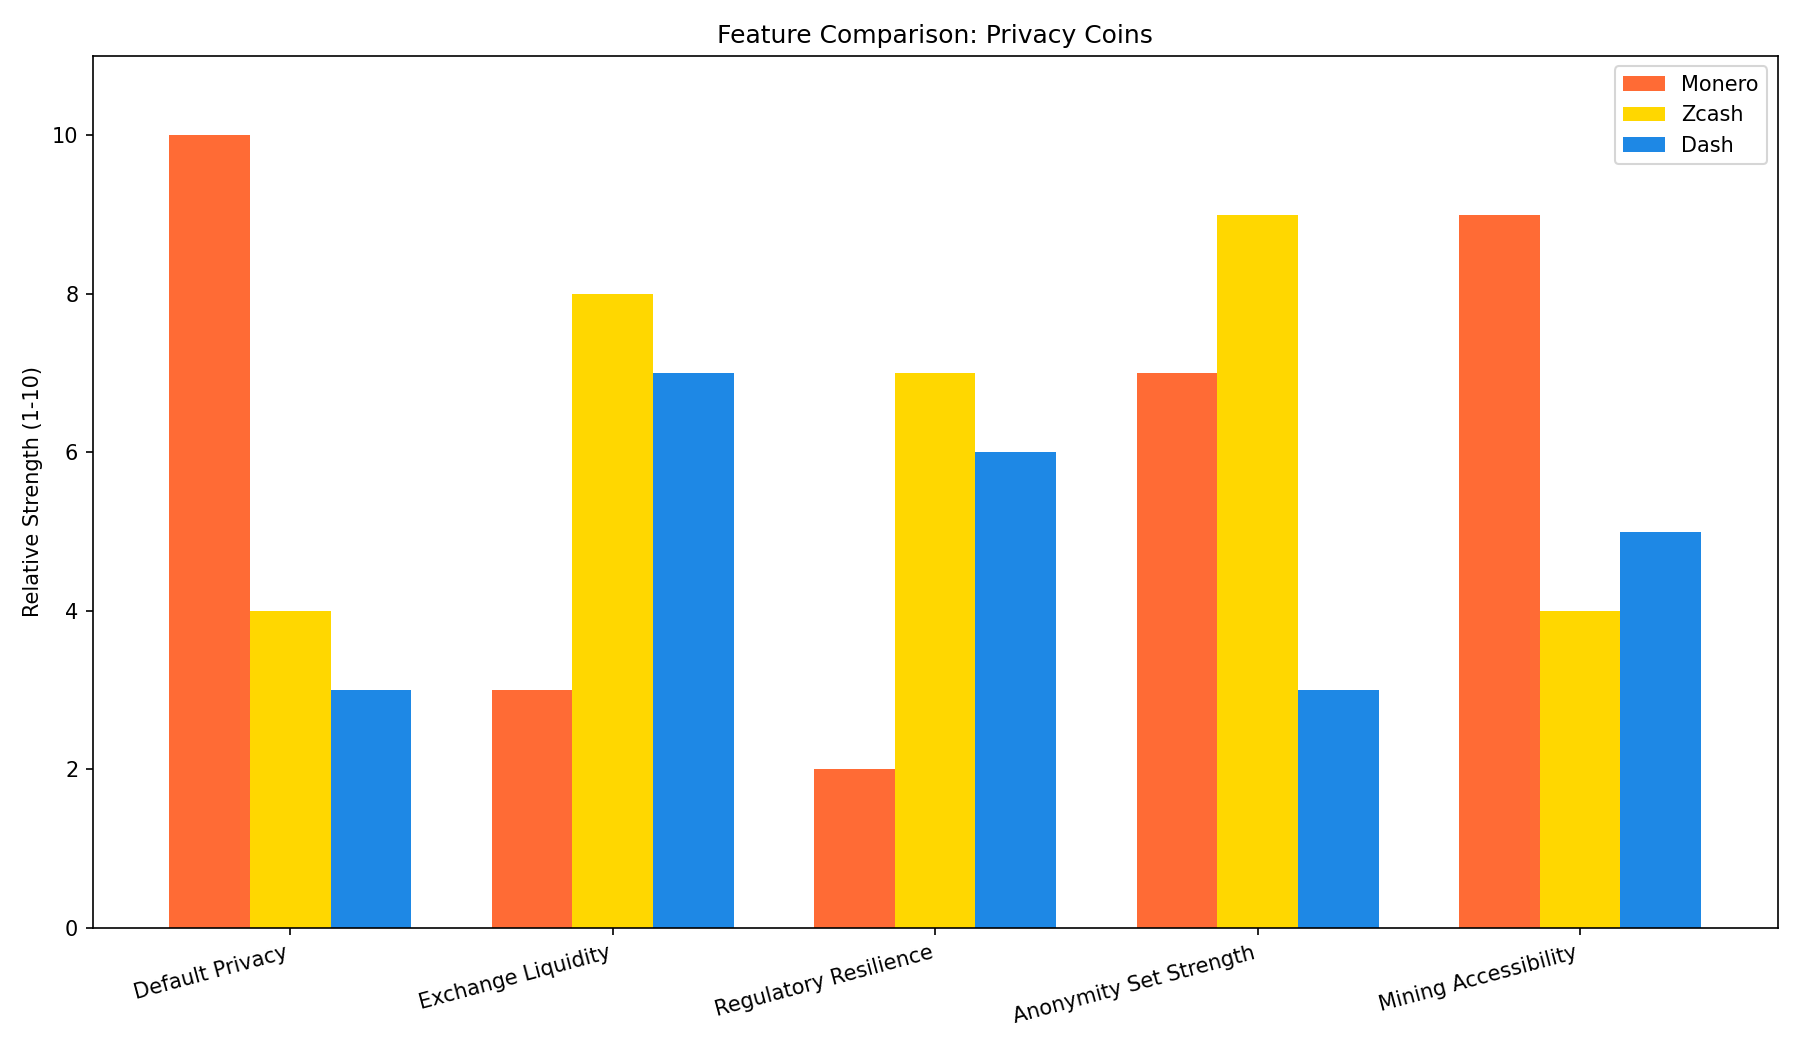 Feature Comparison: Privacy Coins
Monero
Zcash
Dash
Relative Strength (1-10)
10
8
6
4
2
0
Default Privacy
Exchange Liquidity
Regulatory Resilience
Anonymity Set Strength
Mining Accessibility